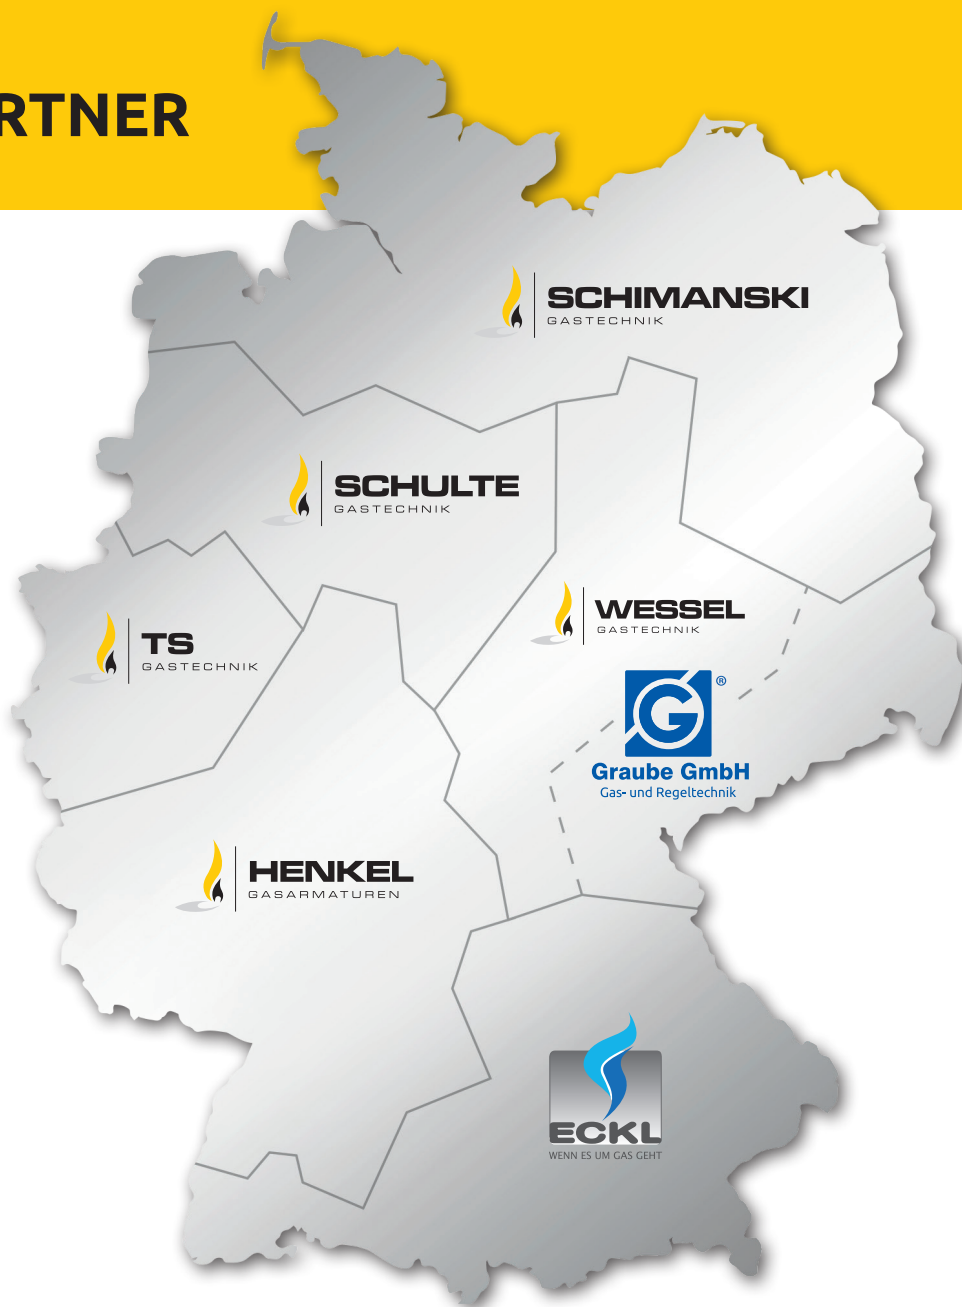 RTNER
SCHIMANSKI
GASTECHNIK
SCHULTE
GASTECHNIK
WESSEL
GASTECHNIK
TS
GASTECHNIK
G®
Graube GmbH
Gas- und Regeltechnik
HENKEL
GASARMATUREN
ECKL
WENN ES UM GAS GEHT